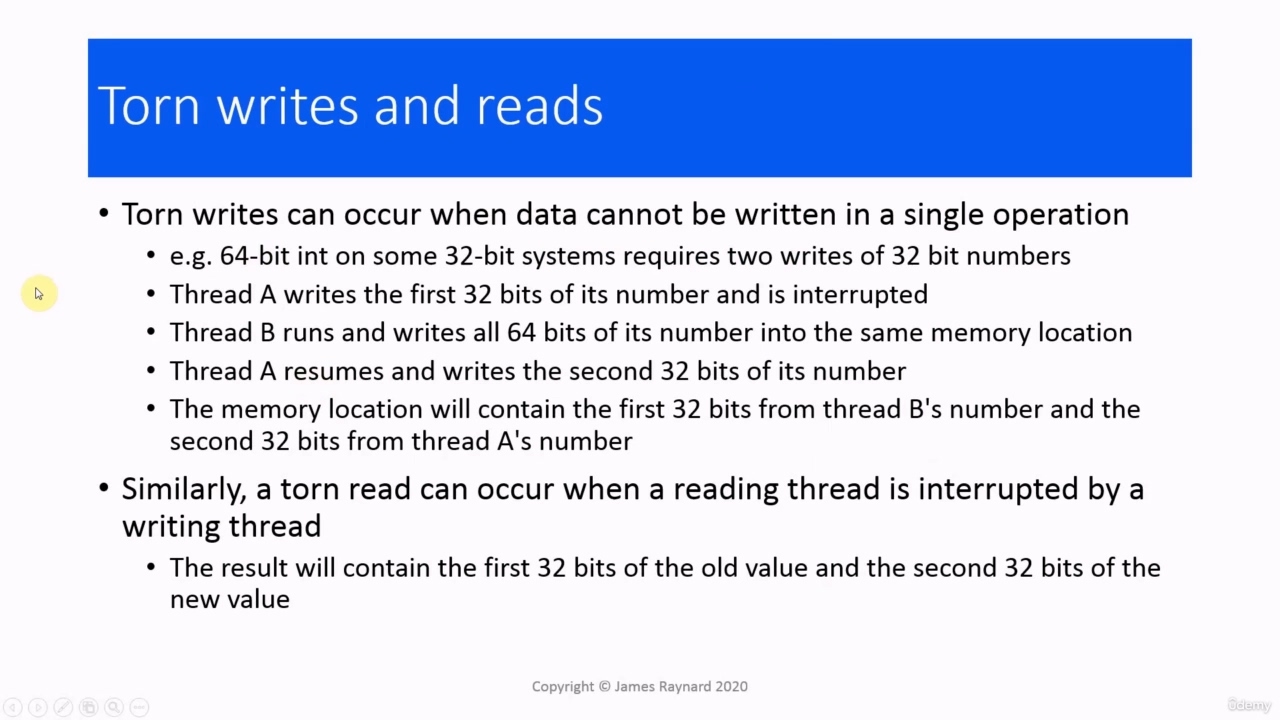 Torn writes and reads
• Torn writes can occur when data cannot be written in a single operation
• e.g. 64-bit int on some 32-bit systems requires two writes of 32 bit numbers
• Thread A writes the first 32 bits of its number and is interrupted
• Thread B runs and writes all 64 bits of its number into the same memory location
• Thread A resumes and writes the second 32 bits of its number
• The memory location will contain the first 32 bits from thread B's number and the
second 32 bits from thread A's number
• Similarly, a torn read can occur when a reading thread is interrupted by a
writing thread
• The result will contain the first 32 bits of the old value and the second 32 bits of the
new value
Copyright © James Raynard 2020
ûdemy